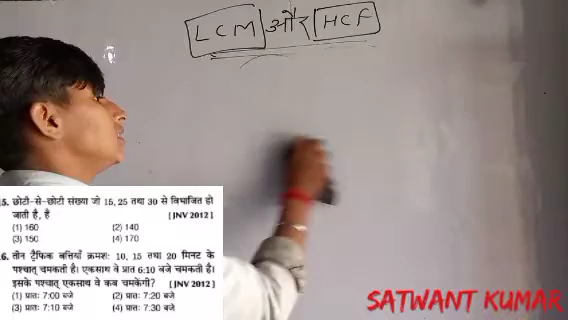 LCM और HCF
5. छोटी-से-छोटी संख्या जो 15, 25 तथा 30 से विभाजित हो
जाती है, है [JNV 2012]
(1) 160 (2) 140
(3) 150 (4) 170
6. तीन ट्रैफिक बत्तियाँ क्रमशः 10, 15 तथा 20 मिनट के
पश्चात् चमकती है। एकसाथ वे प्रातः 6:10 बजे चमकती है।
इसके पश्चात् एकसाथ वे कब चमकेगी? [JNV 2012]
(1) प्रातः 7:00 बजे (2) प्रातः 7:20 बजे
(3) प्रातः 7:10 बजे (4) प्रातः 7:30 बजे
SATWANT KUMAR